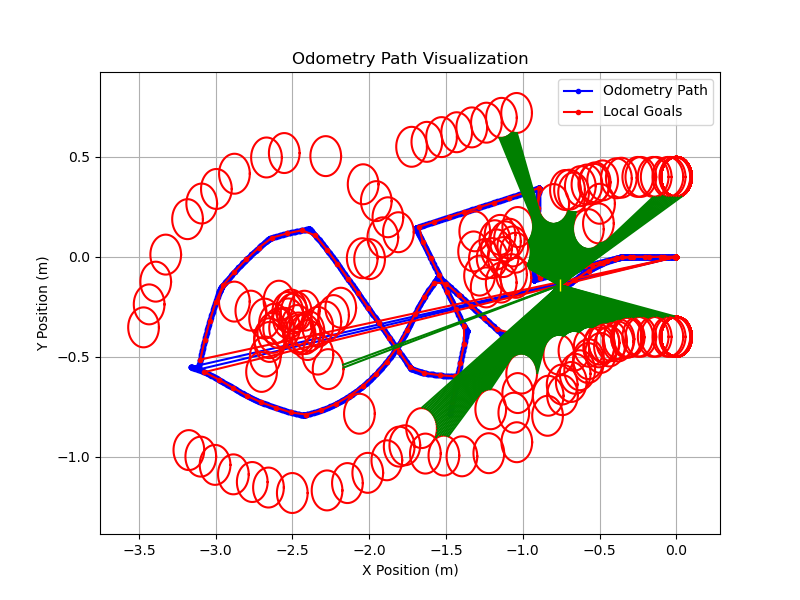 Odometry Path Visualization
Odometry Path
Local Goals
Y Position (m)
0.5
0.0
−0.5
−1.0
−3.5 −3.0 −2.5 −2.0 −1.5 −1.0 −0.5 0.0
X Position (m)